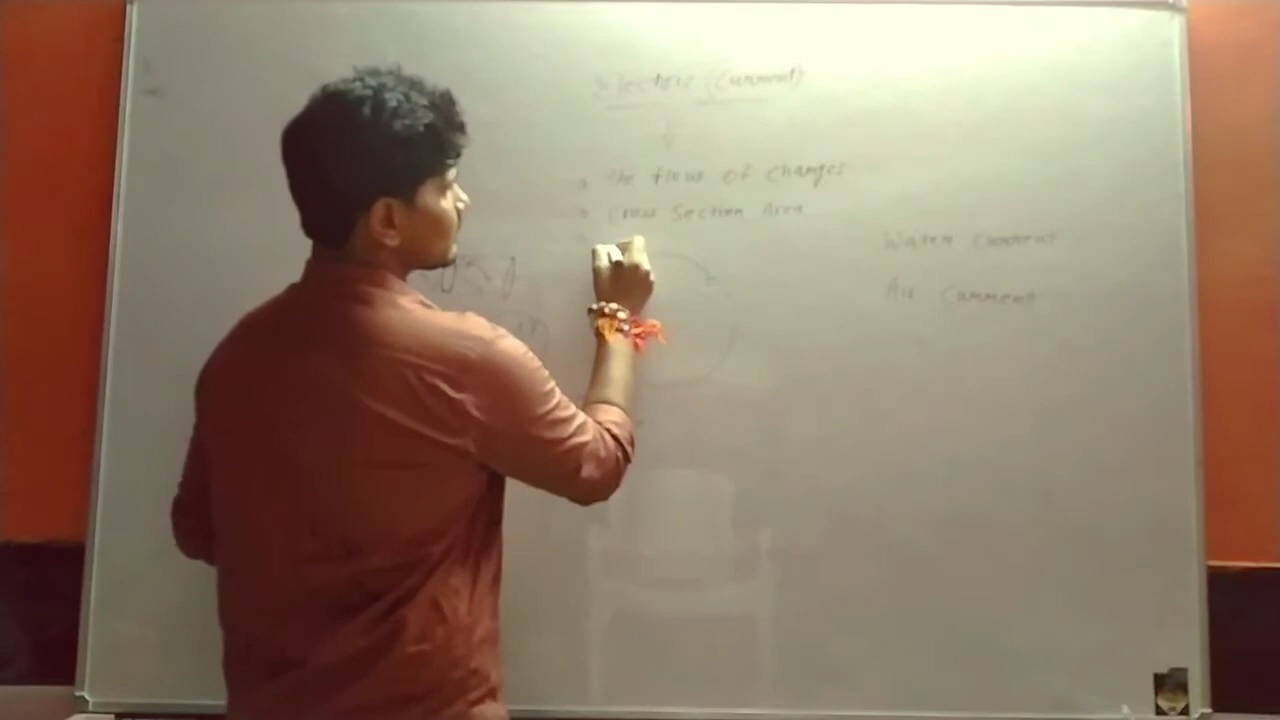 Electric (Current)
the flow of charges
Cross Section Area
Water Current
Air Current